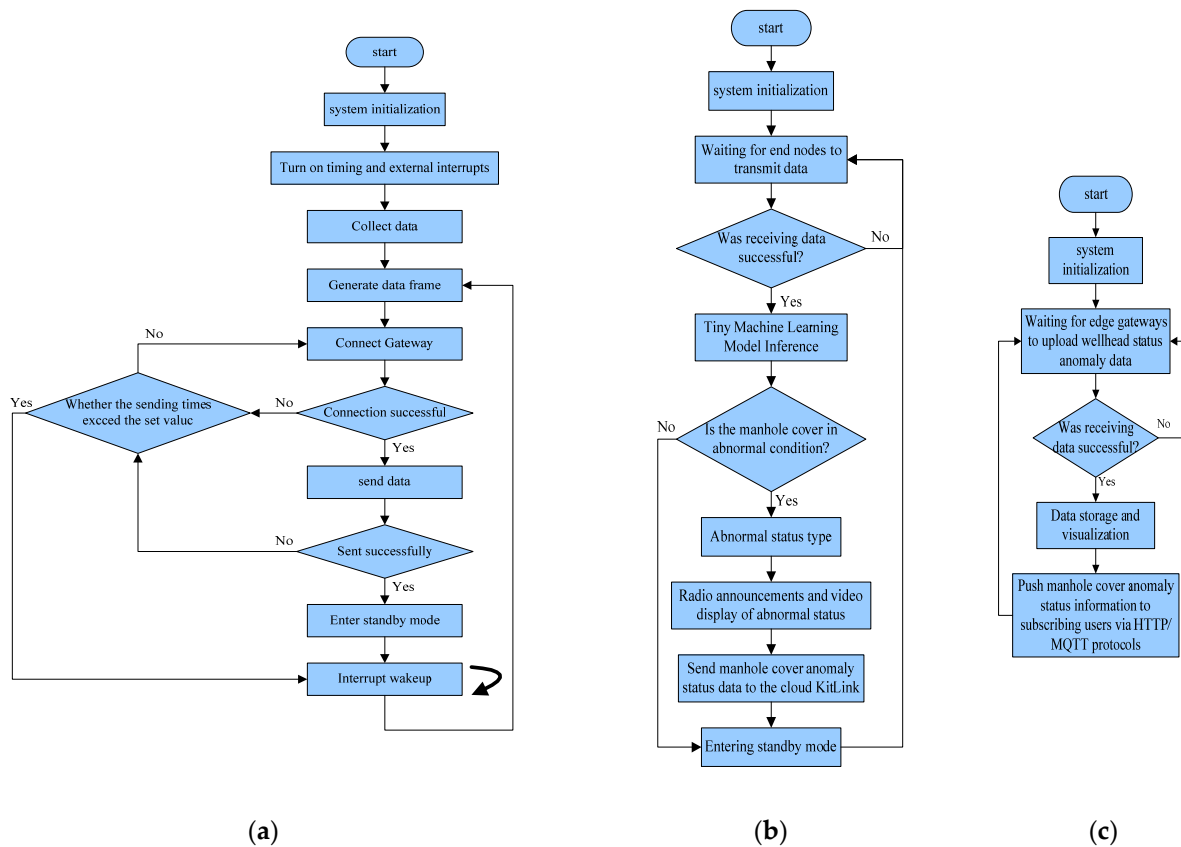 start
system initialization
Turn on timing and external interrupts
Collect data
Generate data frame
No
Connect Gateway
Yes
Whether the sending times
excced the set valuc
No
Connection successful
Yes
send data
No
Sent successfully
Yes
Enter standby mode
Interrupt wakeup
(a)
start
system initialization
Waiting for end nodes to
transmit data
Was receiving data
successful?
No
Yes
Tiny Machine Learning
Model Inference
No
Is the manhole cover in
abnormal condition?
Yes
Abnormal status type
Radio announcements and video
display of abnormal status
Send manhole cover anomaly
status data to the cloud KitLink
Entering standby mode
(b)
start
system
initialization
Waiting for edge gateways
to upload wellhead status
anomaly data
Was receiving
data successful?
No
Yes
Data storage and
visualization
Push manhole cover anomaly
status information to
subscribing users via HTTP/
MQTT protocols
(c)